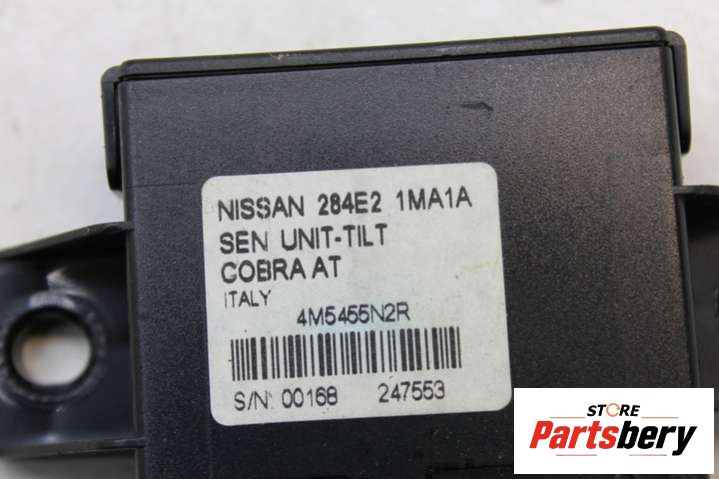 NISSAN 284E2 1MA1A
SEN UNIT-TILT
COBRA AT
ITALY
4M5455N2R
S/N: 00168 247553
STORE
Partsbery